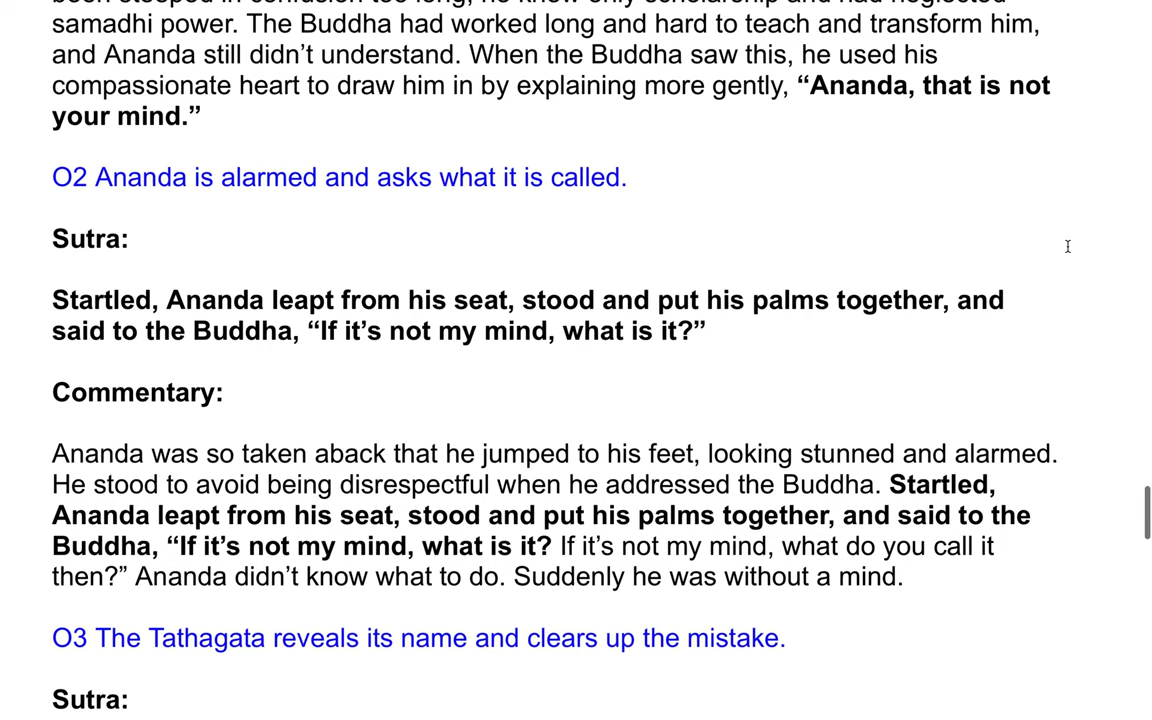 samadhi power. The Buddha had worked long and hard to teach and transform him,
and Ananda still didn’t understand. When the Buddha saw this, he used his
compassionate heart to draw him in by explaining more gently, “Ananda, that is not
your mind.”
O2 Ananda is alarmed and asks what it is called.
Sutra:
Startled, Ananda leapt from his seat, stood and put his palms together, and
said to the Buddha, “If it’s not my mind, what is it?”
Commentary:
Ananda was so taken aback that he jumped to his feet, looking stunned and alarmed.
He stood to avoid being disrespectful when he addressed the Buddha. Startled,
Ananda leapt from his seat, stood and put his palms together, and said to the
Buddha, “If it’s not my mind, what is it? If it’s not my mind, what do you call it
then?” Ananda didn’t know what to do. Suddenly he was without a mind.
O3 The Tathagata reveals its name and clears up the mistake.
Sutra: